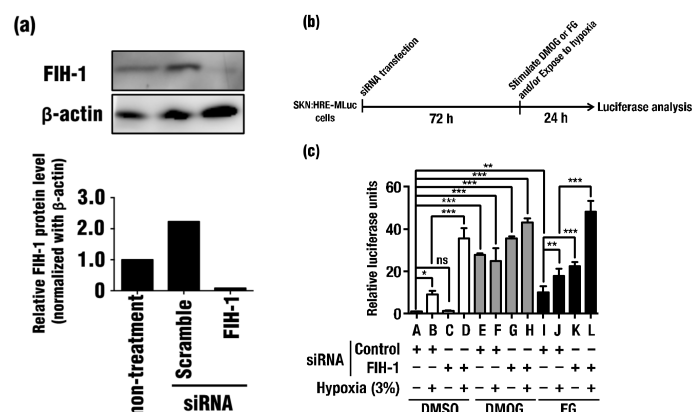 (a)
FIH-1
β-actin
Relative FIH-1 protein level
(normalized with β-actin)
3.0
2.0
1.0
0
non-treatment
Scramble
FIH-1
siRNA
(b)
siRNA transfection
Stimulate DMOG or FG
and/or Expose to hypoxia
SKN:HRE-MLuc
cells
72 h
24 h
Luciferase analysis
(c)
Relative luciferase units
60
40
20
0
**
***
***
***
***
***
***
ns
*
**
***
A B C D E F G H I J K L
siRNA
Control + + − − + + − − + + − −
FIH-1 − − + + − − + + − − + +
Hypoxia (3%) − + − + − + − + − + − +
DMSO DMOG FG